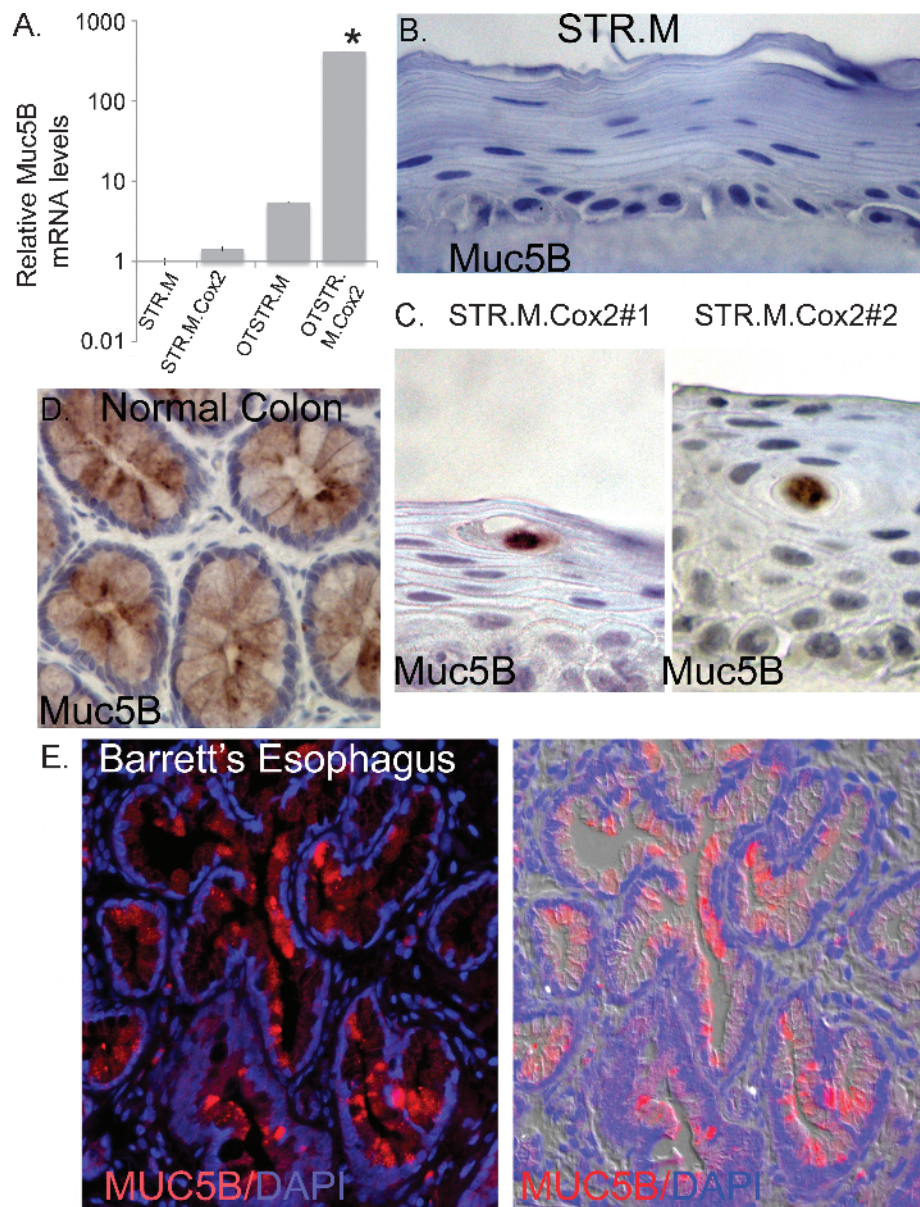 A.
Relative Muc5B
mRNA levels
1000
100
10
1
0.01
STR.M
STR.M.Cox2
OTSTR.M
OTSTR.
M.Cox2
*
B.
STR.M
Muc5B
C. STR.M.Cox2#1 STR.M.Cox2#2
Muc5B
Muc5B
D. Normal Colon
Muc5B
E. Barrett's Esophagus
MUC5B/DAPI
MUC5B/DAPI